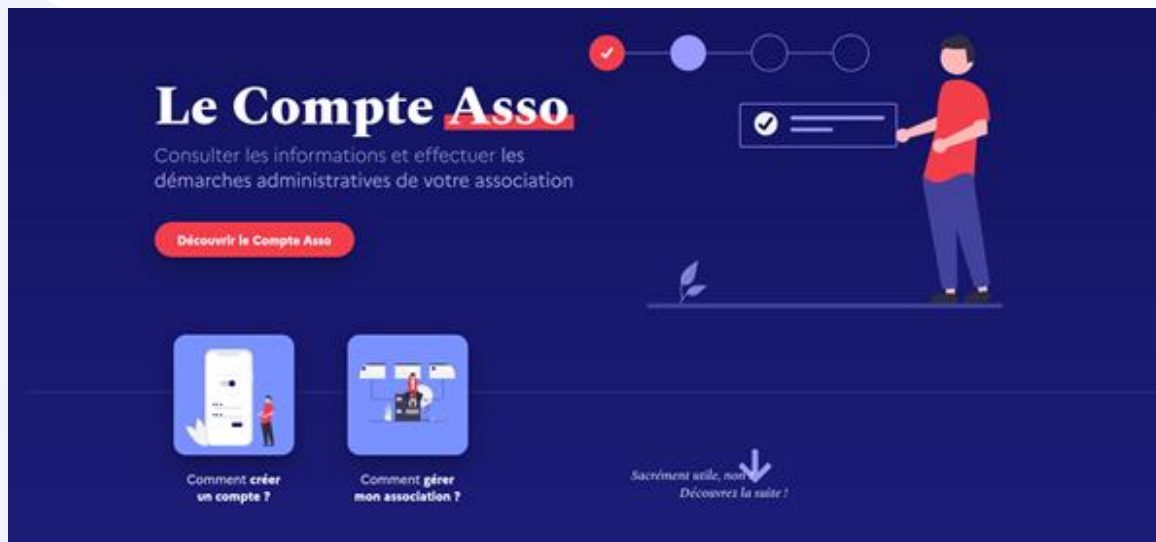 Le Compte Asso
Consulter les informations et effectuer les
démarches administratives de votre association
Découvrir le Compte Asso
Comment créer
un compte ?
Comment gérer
mon association ?
Sacrément utile, non
Découvrez la suite !